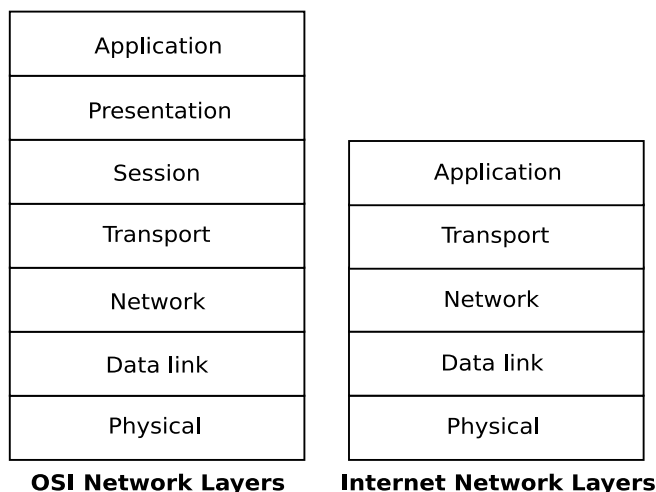 Application
Presentation
Session
Transport
Network
Data link
Physical
OSI Network Layers
Application
Transport
Network
Data link
Physical
Internet Network Layers